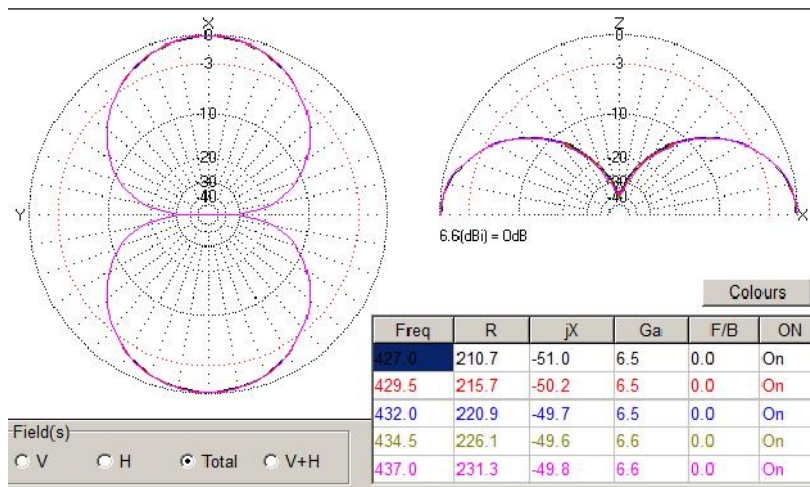 X
0
-3
-10
-20
-30
-40
Y
Z
0
-3
-10
-20
-30
-40
X
6.6(dBi) = 0dB
Colours
Freq R jX Ga F/B ON
427.0 210.7 -51.0 6.5 0.0 On
429.5 215.7 -50.2 6.5 0.0 On
432.0 220.9 -49.7 6.5 0.0 On
434.5 226.1 -49.6 6.6 0.0 On
437.0 231.3 -49.8 6.6 0.0 On
Field(s)
V H Total V+H